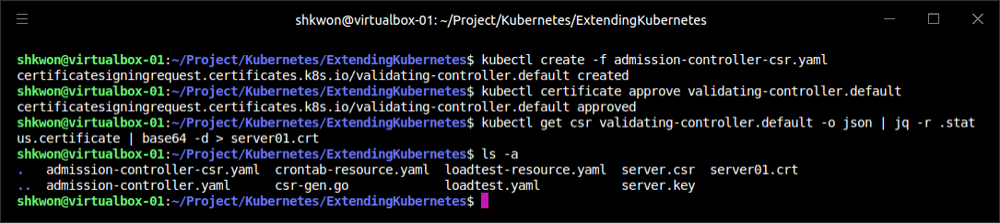 shkwon@virtualbox-01: ~/Project/Kubernetes/ExtendingKubernetes
shkwon@virtualbox-01:~/Project/Kubernetes/ExtendingKubernetes$ kubectl create -f admission-controller-csr.yaml
certificatesigningrequest.certificates.k8s.io/validating-controller.default created
shkwon@virtualbox-01:~/Project/Kubernetes/ExtendingKubernetes$ kubectl certificate approve validating-controller.default
certificatesigningrequest.certificates.k8s.io/validating-controller.default approved
shkwon@virtualbox-01:~/Project/Kubernetes/ExtendingKubernetes$ kubectl get csr validating-controller.default -o json | jq -r .stat
us.certificate | base64 -d > server01.crt
shkwon@virtualbox-01:~/Project/Kubernetes/ExtendingKubernetes$ ls -a
.   admission-controller-csr.yaml  crontab-resource.yaml  loadtest-resource.yaml  server.csr  server01.crt
..  admission-controller.yaml      csr-gen.go             loadtest.yaml           server.key
shkwon@virtualbox-01:~/Project/Kubernetes/ExtendingKubernetes$